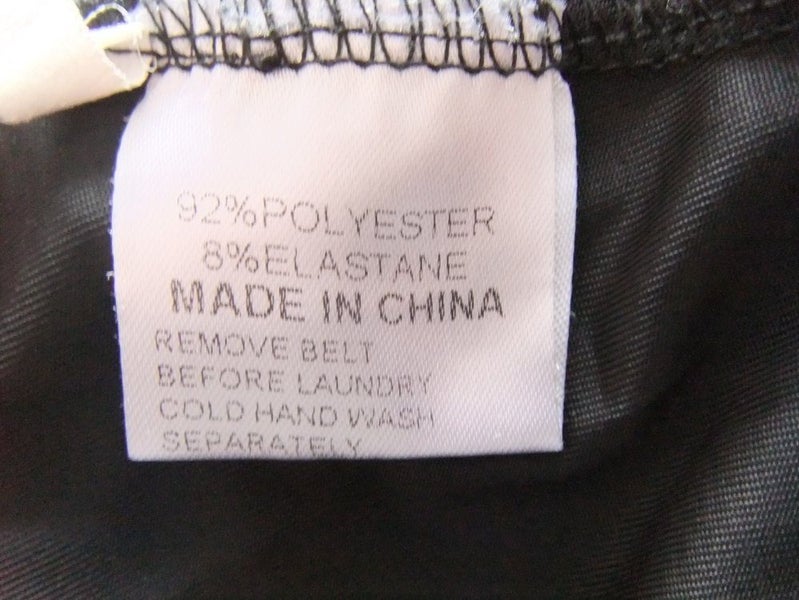 92%POLYESTER
8%ELASTANE
MADE IN CHINA
REMOVE BELT
BEFORE LAUNDRY
COLD HAND WASH
SEPARATELY